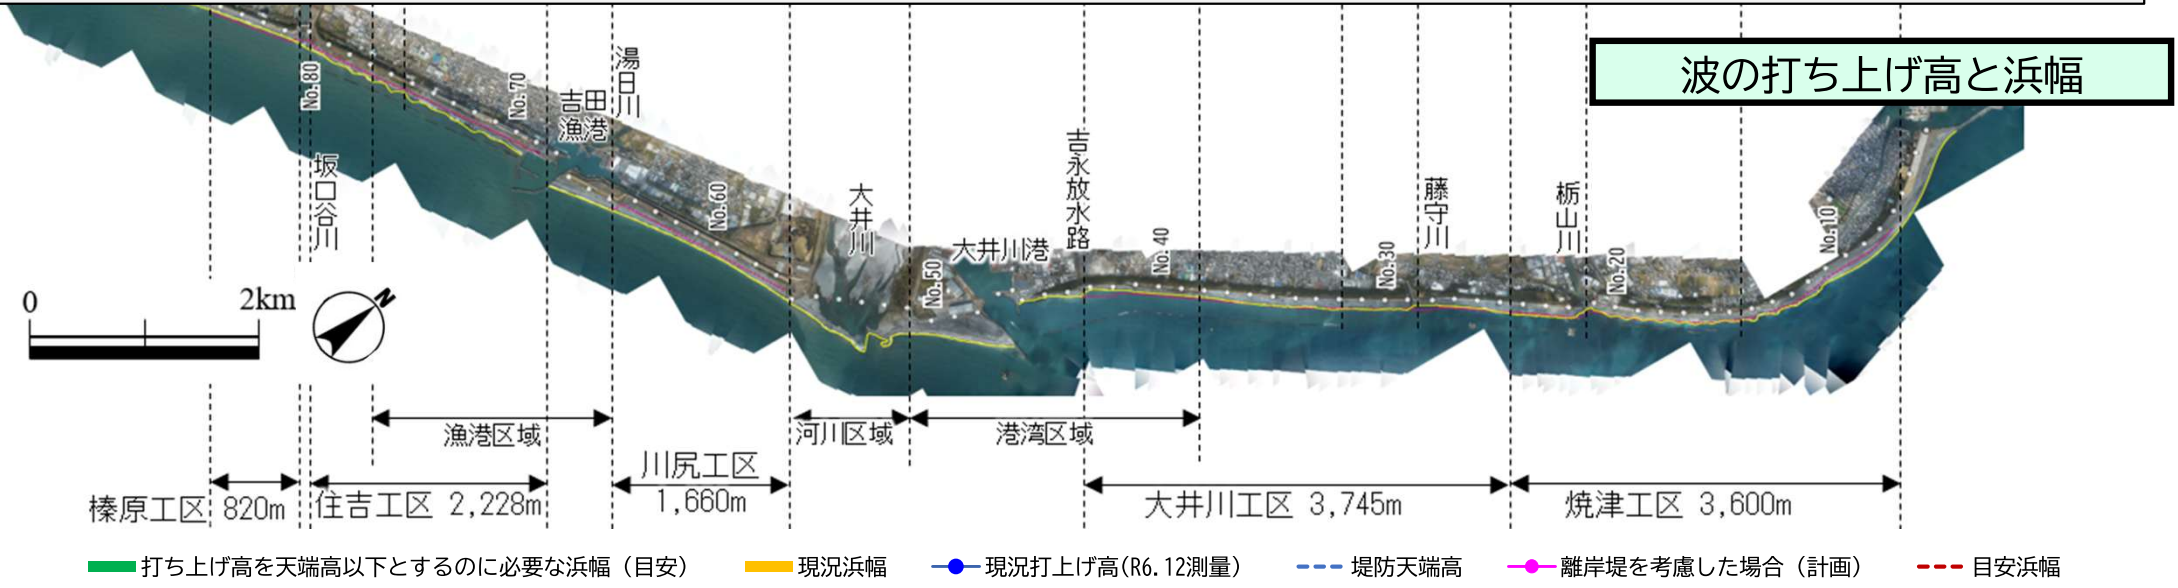 波の打ち上げ高と浜幅
No.80
No.70
湯日川
吉田漁港
坂口谷川
No.60
大井川
No.50
大井川港
吉永放水路
No.40
No.30
藤守川
栃山川
No.20
No.10
0 2km
N
漁港区域
河川区域
港湾区域
榛原工区 820m
住吉工区 2,228m
川尻工区
1,660m
大井川工区 3,745m
焼津工区 3,600m
打ち上げ高を天端高以下とするのに必要な浜幅（目安） 現況浜幅 現況打上げ高(R6.12測量) 堤防天端高 離岸堤を考慮した場合（計画） 目安浜幅